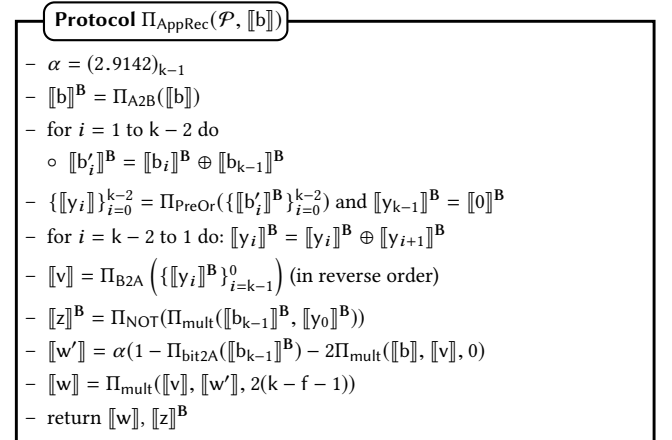 Protocol Π_AppRec(𝒫, ⟦b⟧)
– α = (2.9142)_{k−1}
– ⟦b⟧^B = Π_A2B(⟦b⟧)
– for i = 1 to k − 2 do
∘ ⟦b′_i⟧^B = ⟦b_i⟧^B ⊕ ⟦b_{k−1}⟧^B
– {⟦y_i⟧}_{i=0}^{k−2} = Π_PreOr({⟦b′_i⟧^B}_{i=0}^{k−2}) and ⟦y_{k−1}⟧^B = ⟦0⟧^B
– for i = k − 2 to 1 do: ⟦y_i⟧^B = ⟦y_i⟧^B ⊕ ⟦y_{i+1}⟧^B
– ⟦v⟧ = Π_B2A ({⟦y_i⟧^B}_{i=k−1}^{0}) (in reverse order)
– ⟦z⟧^B = Π_NOT(Π_mult(⟦b_{k−1}⟧^B, ⟦y_0⟧^B))
– ⟦w′⟧ = α(1 − Π_bit2A(⟦b_{k−1}⟧^B) − 2Π_mult(⟦b⟧, ⟦v⟧, 0)
– ⟦w⟧ = Π_mult(⟦v⟧, ⟦w′⟧, 2(k − f − 1))
– return ⟦w⟧, ⟦z⟧^B